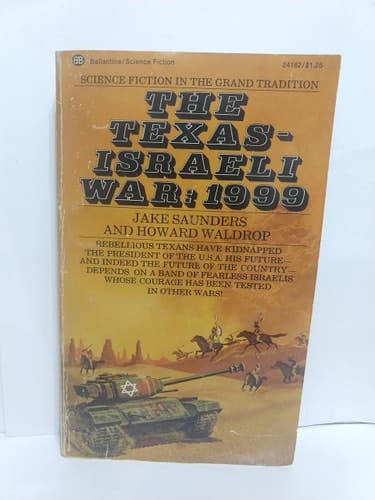 BB
Ballantine/Science Fiction
24182/$1.25
SCIENCE FICTION IN THE GRAND TRADITION
THE
TEXAS-
ISRAELI
WAR: 1999
JAKE SAUNDERS
AND HOWARD WALDROP
REBELLIOUS TEXANS HAVE KIDNAPPED
THE PRESIDENT OF THE U.S.A. HIS FUTURE—
AND INDEED THE FUTURE OF THE COUNTRY—
DEPENDS ON A BAND OF FEARLESS ISRAELIS
WHOSE COURAGE HAS BEEN TESTED
IN OTHER WARS!